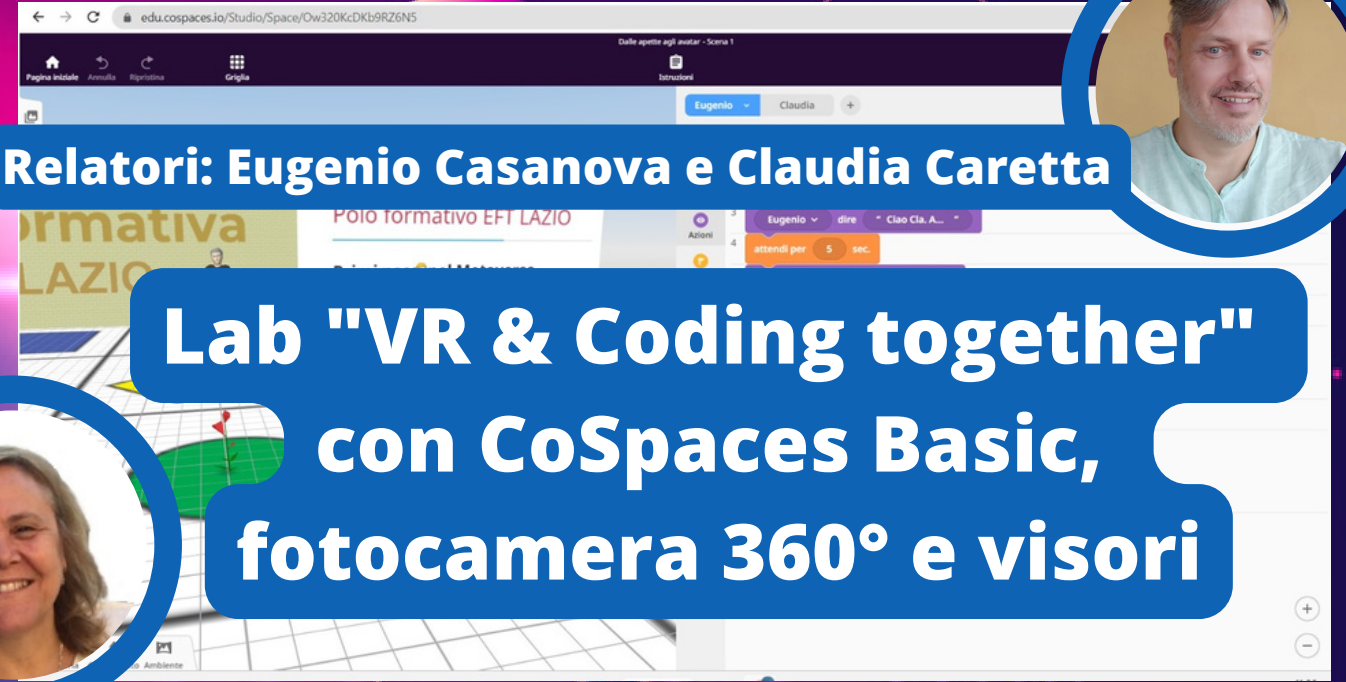 edu.cospaces.io/Studio/Space/Ow320KcDKb9RZ6N5
Dalle apette agli avatar - Scena 1
Pagina iniziale
Annulla
Ripristina
Griglia
Istruzioni
Eugenio
Claudia
Relatori: Eugenio Casanova e Claudia Caretta
ormativa
LAZIO
Polo formativo EFT LAZIO
Azioni
3
Eugenio dire " Ciao Cla. A... "
4
attendi per 5 sec.
Lab "VR & Coding together"
con CoSpaces Basic,
fotocamera 360° e visori
Ambiente